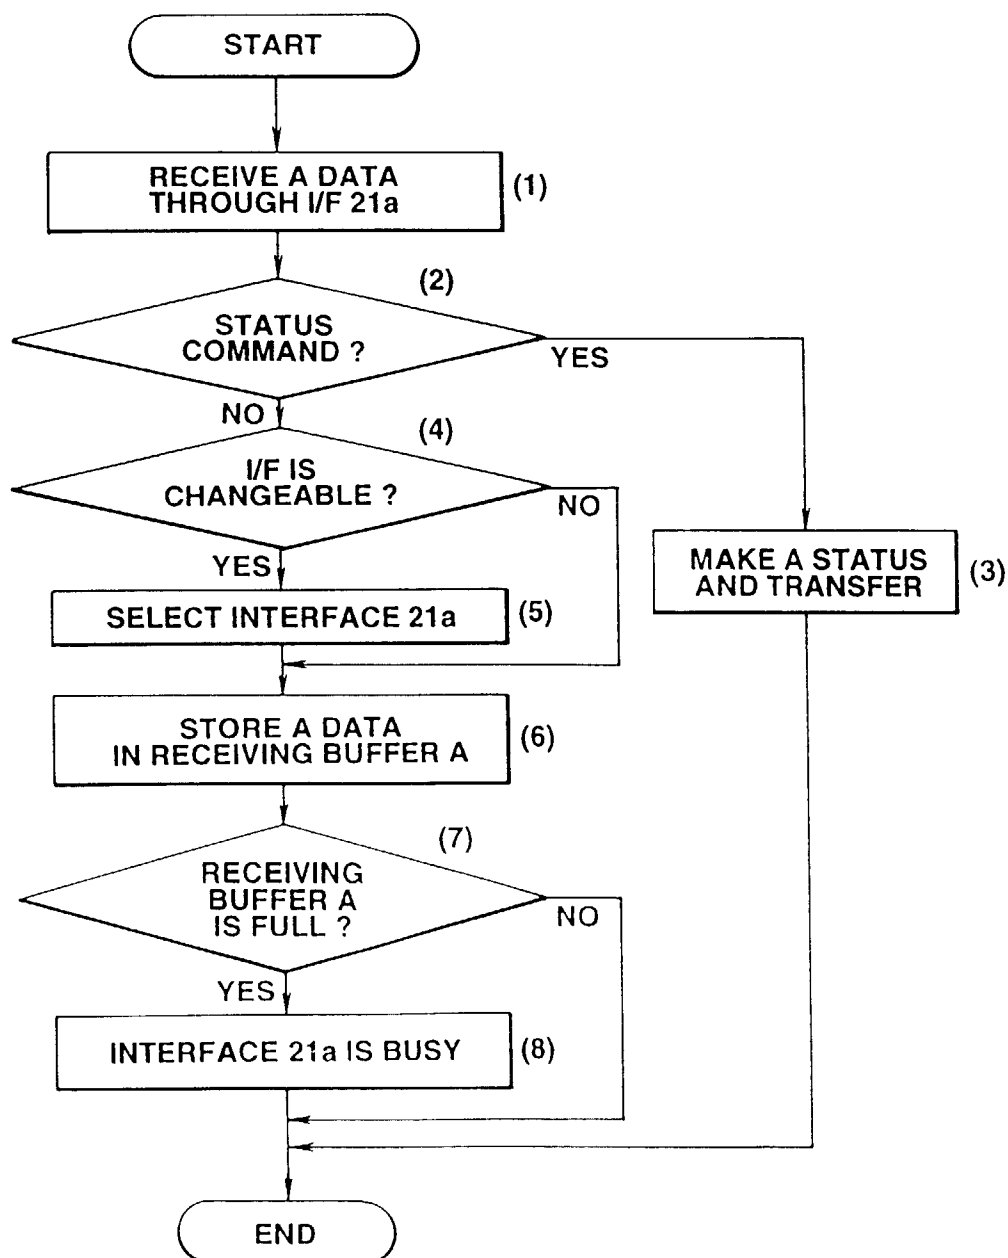 START
RECEIVE A DATA
THROUGH I/F 21a
(1)
(2)
STATUS
COMMAND ?
YES
NO
(4)
I/F IS
CHANGEABLE ?
NO
YES
MAKE A STATUS
AND TRANSFER
(3)
SELECT INTERFACE 21a
(5)
STORE A DATA
IN RECEIVING BUFFER A
(6)
(7)
RECEIVING
BUFFER A
IS FULL ?
NO
YES
INTERFACE 21a IS BUSY
(8)
END